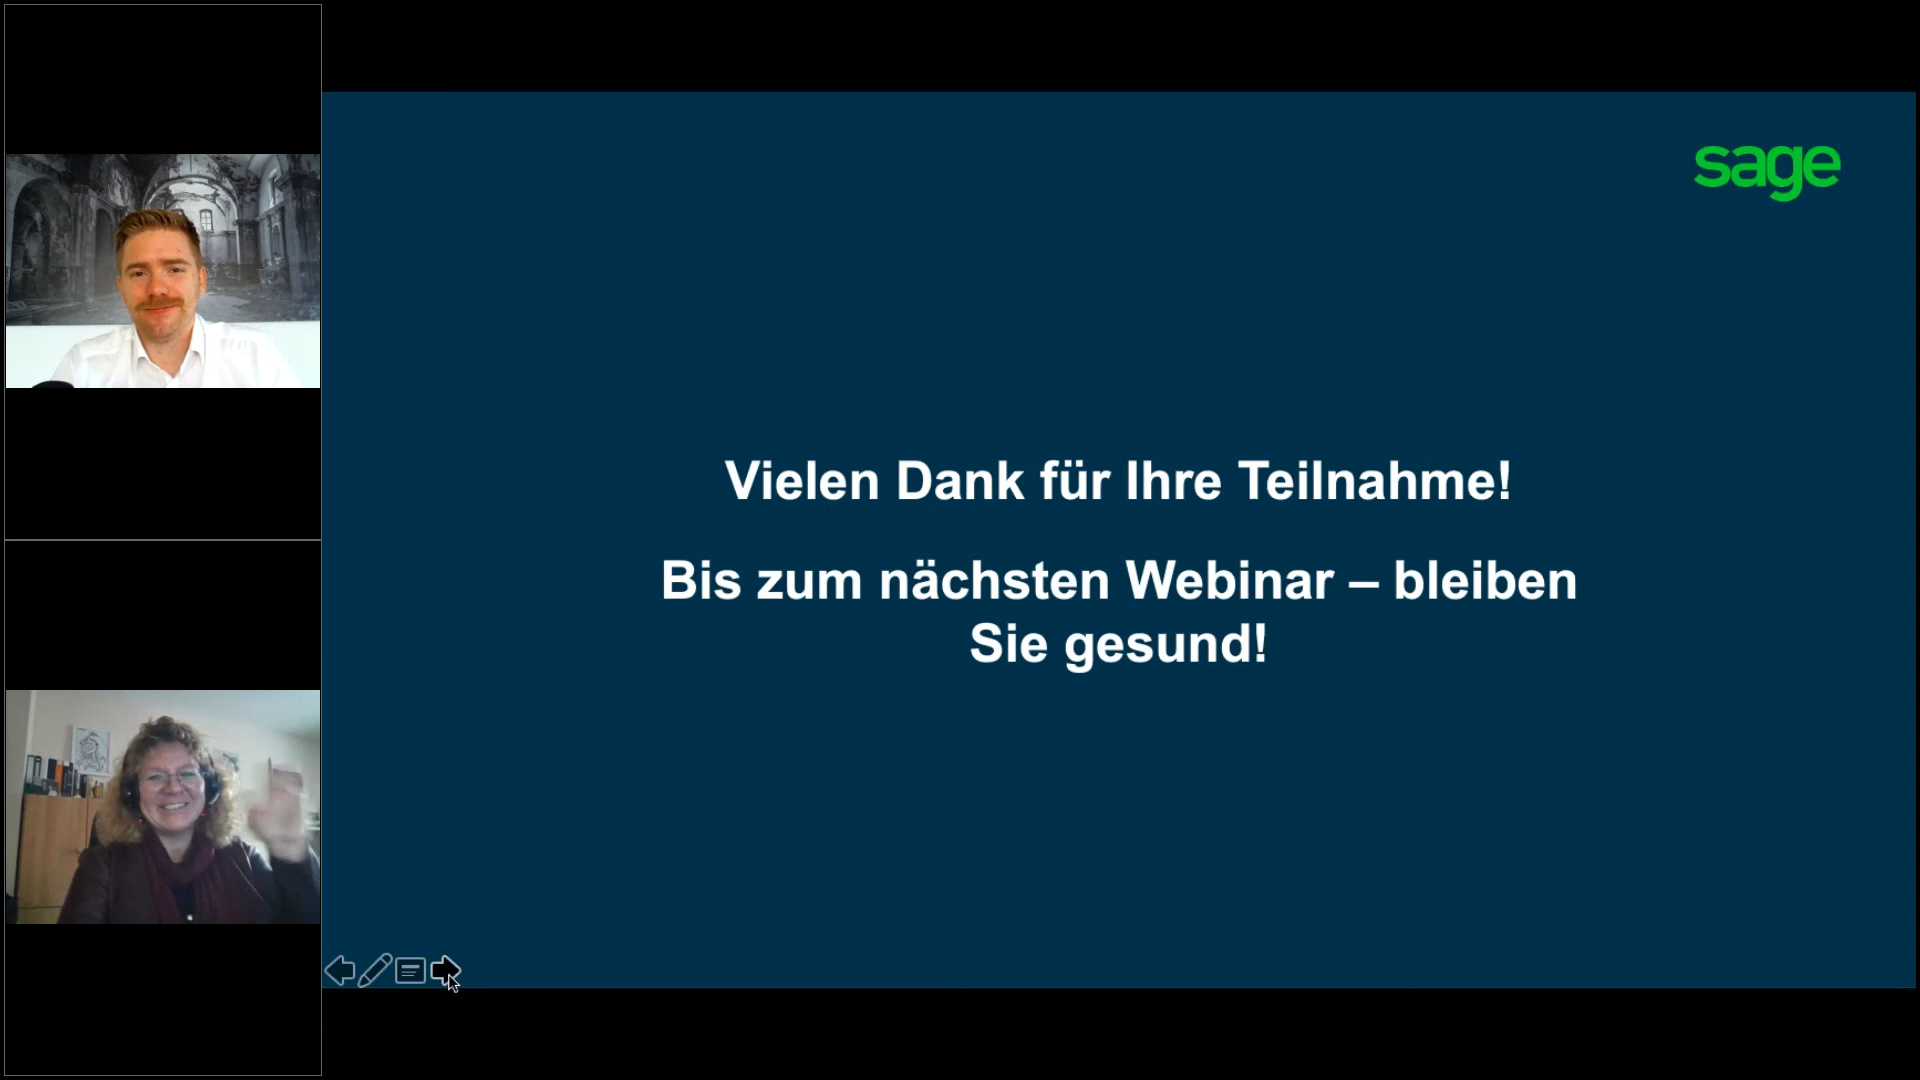 sage
Vielen Dank für Ihre Teilnahme!
Bis zum nächsten Webinar – bleiben
Sie gesund!